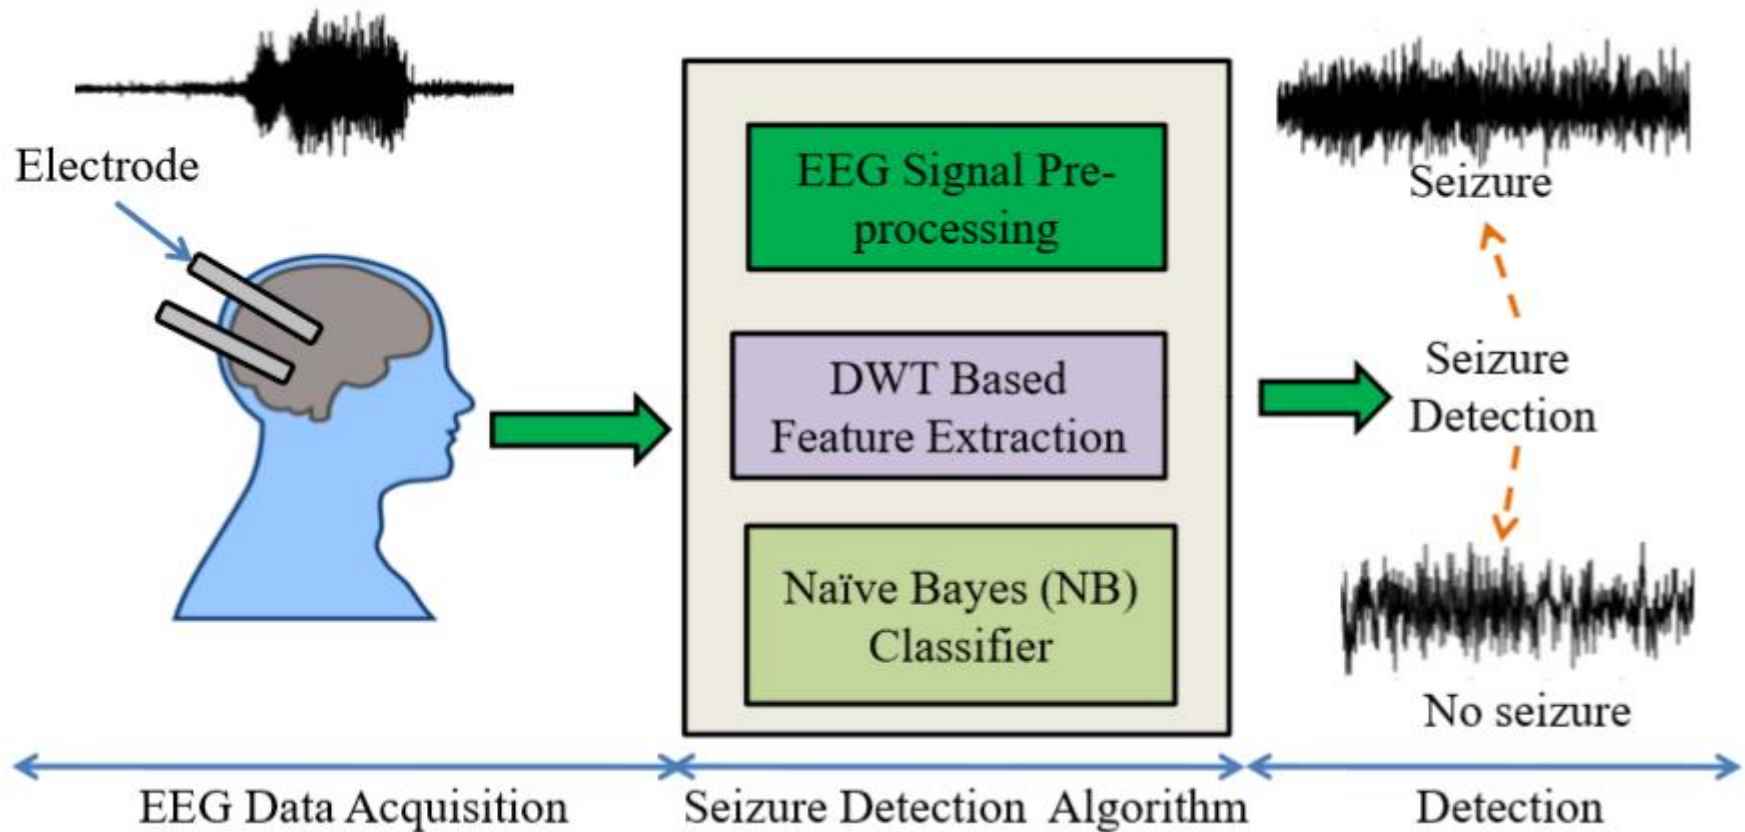 Electrode
EEG Signal Pre-
processing
DWT Based
Feature Extraction
Naïve Bayes (NB)
Classifier
Seizure
Seizure
Detection
No seizure
EEG Data Acquisition
Seizure Detection Algorithm
Detection